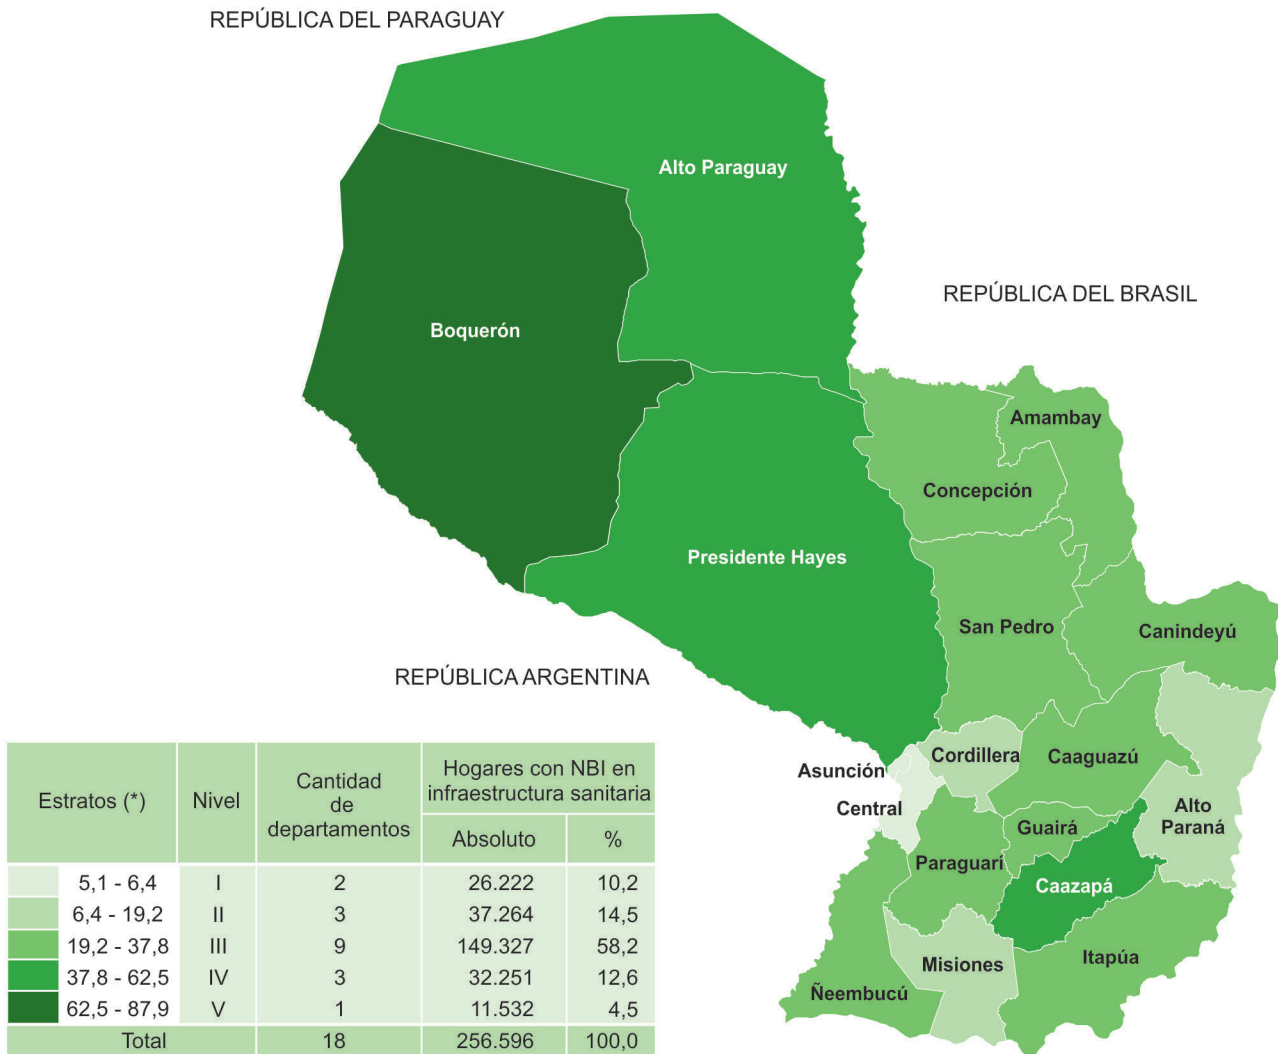 REPÚBLICA DEL PARAGUAY
Alto Paraguay
REPÚBLICA DEL BRASIL
Boquerón
Amambay
Concepción
Presidente Hayes
San Pedro
Canindeyú
REPÚBLICA ARGENTINA
Cordillera
Caaguazú
Asunción
Central
Alto
Paraná
Guairá
Paraguarí
Caazapá
Itapúa
Misiones
Ñeembucú
Estratos (*)
Nivel
Cantidad
de
departamentos
Hogares con NBI en
infraestructura sanitaria
Absoluto %
5,1 - 6,4 I 2 26.222 10,2
6,4 - 19,2 II 3 37.264 14,5
19,2 - 37,8 III 9 149.327 58,2
37,8 - 62,5 IV 3 32.251 12,6
62,5 - 87,9 V 1 11.532 4,5
Total 18 256.596 100,0